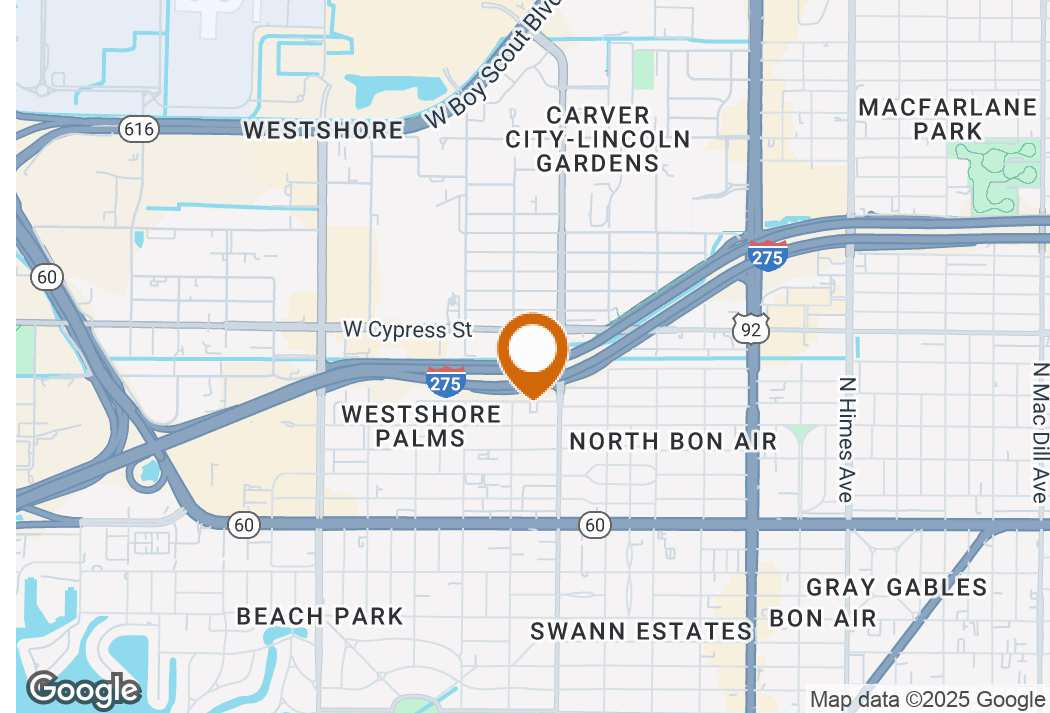 W Boy Scout Blvd
616
WESTSHORE
CARVER
CITY-LINCOLN
GARDENS
MACFARLANE
PARK
275
60
W Cypress St
92
275
WESTSHORE
PALMS
NORTH BON AIR
N Himes Ave
N Mac Dill Ave
60
60
GRAY GABLES
BEACH PARK
SWANN ESTATES
BON AIR
Google
Map data ©2025 Google